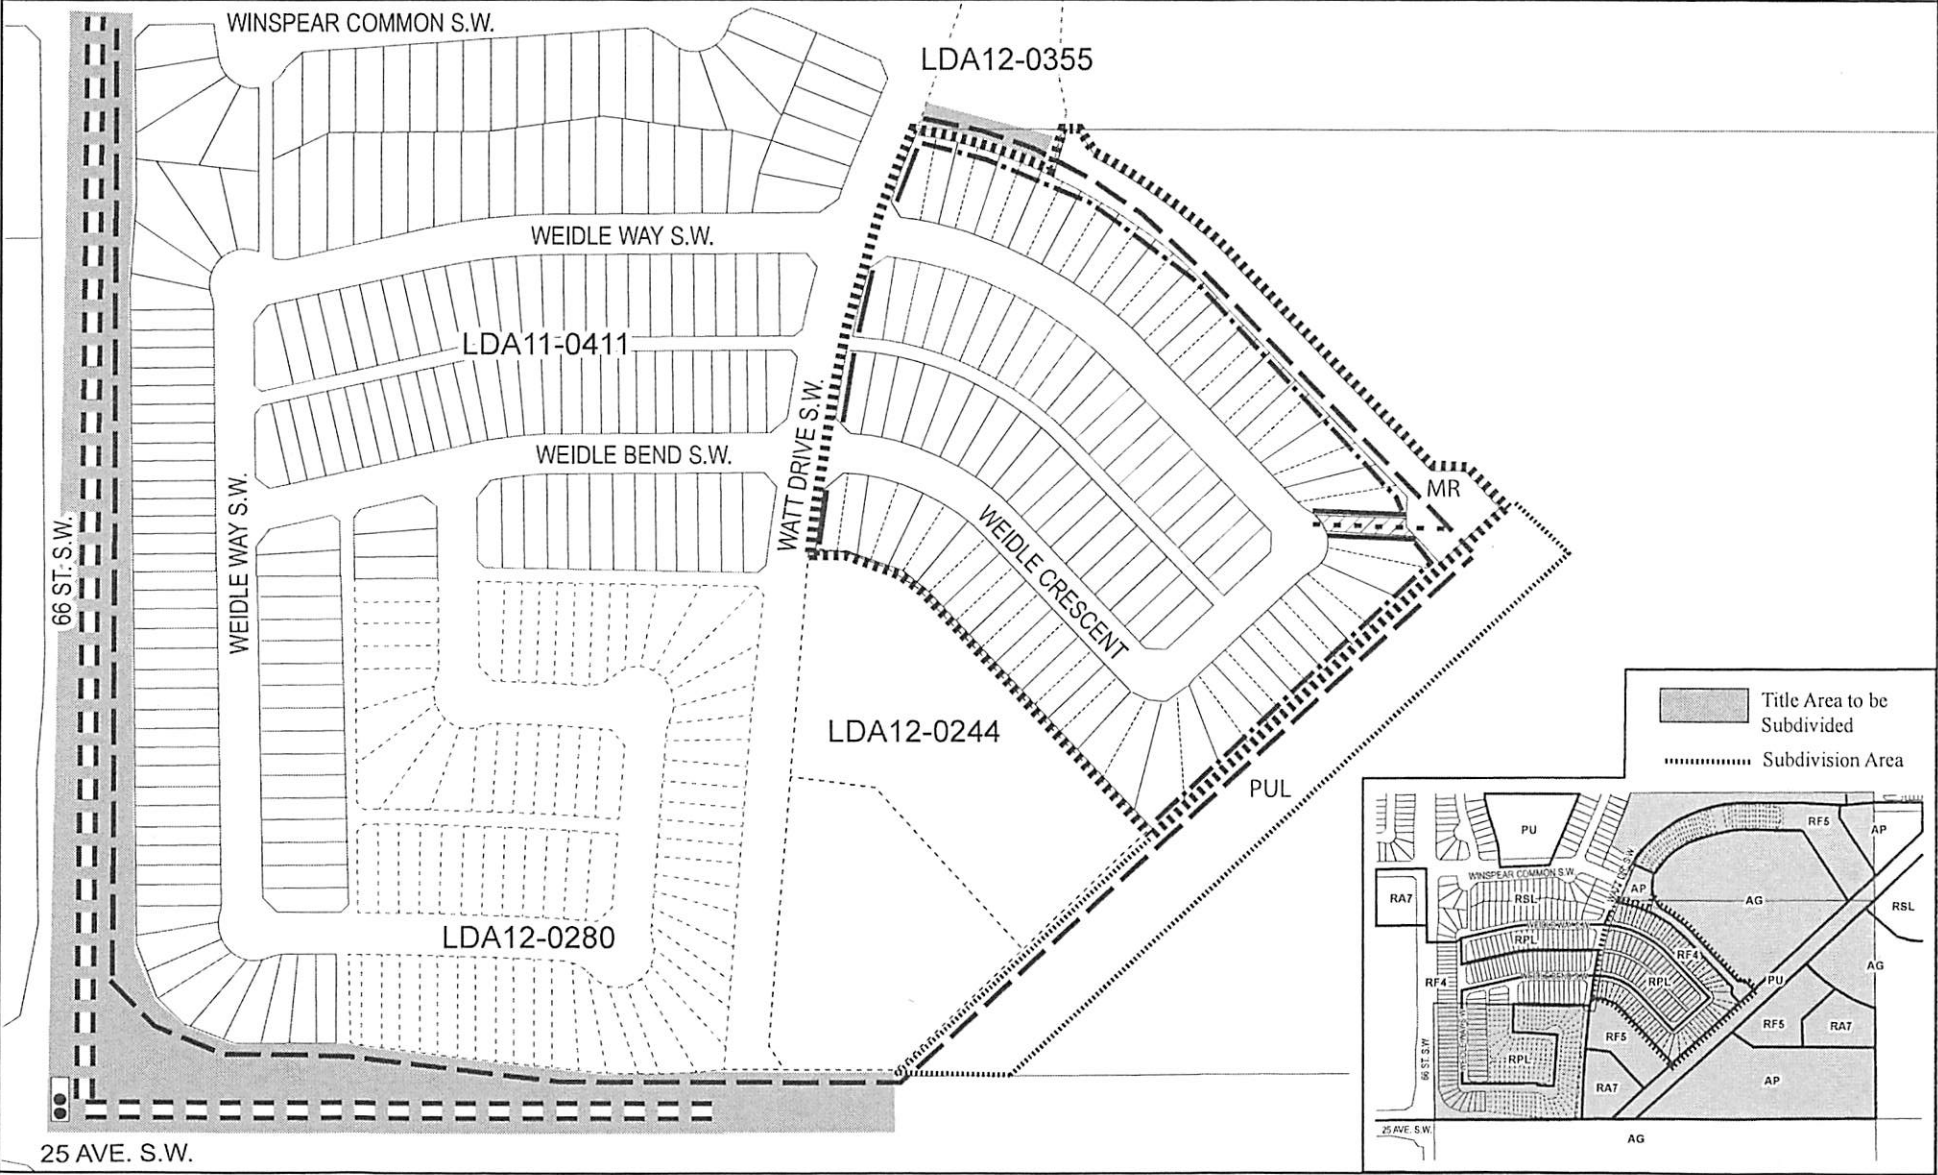 WINSPEAR COMMON S.W.
LDA12-0355
WEIDLE WAY S.W.
LDA11-0411
WATT DRIVE S.W.
WEIDLE BEND S.W.
WEIDLE WAY S.W.
66 ST. S.W.
MR
WEIDLE CRESCENT
LDA12-0244
PUL
LDA12-0280
25 AVE. S.W.
Title Area to be
Subdivided
Subdivision Area
PU
RF5
AP
WINSPEAR COMMON S.W.
RA7
RSL
AP
AG
RSL
RPL
RF4
RF4
RPL
PU
AG
RF5
RF5
RA7
RPL
RA7
AP
66 ST. S.W
25 AVE. S.W.
AG